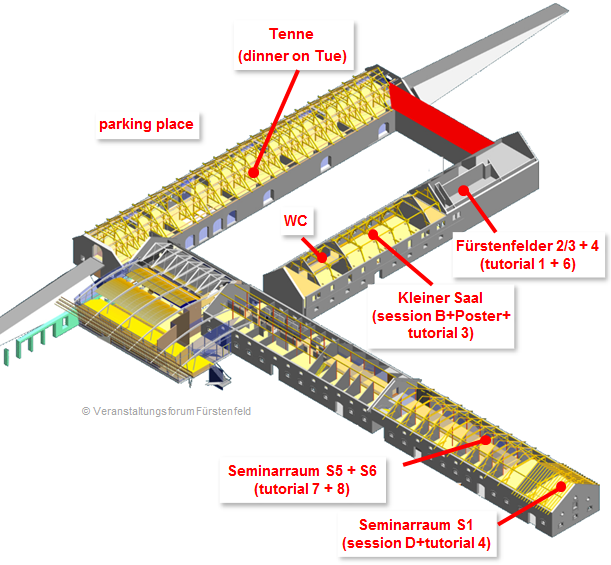 Tenne
(dinner on Tue)
parking place
WC
Fürstenfelder 2/3 + 4
(tutorial 1 + 6)
Kleiner Saal
(session B+Poster+
tutorial 3)
© Veranstaltungsforum Fürstenfeld
Seminarraum S5 + S6
(tutorial 7 + 8)
Seminarraum S1
(session D+tutorial 4)